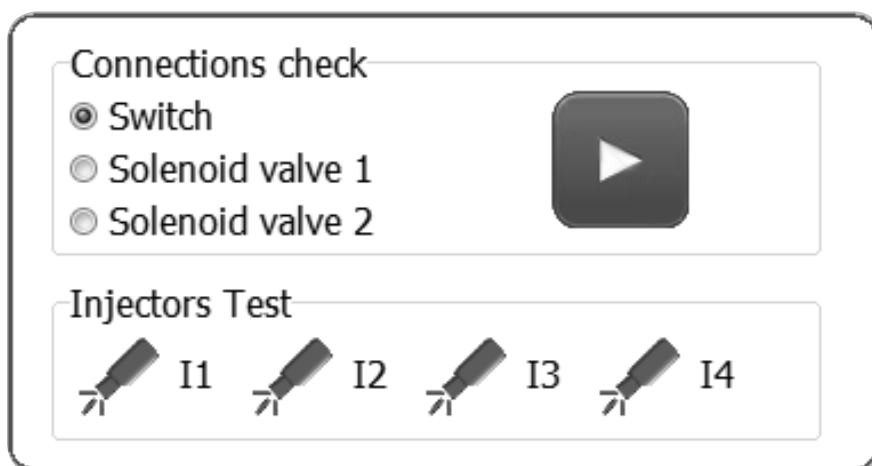 Connections check
Switch
Solenoid valve 1
Solenoid valve 2
Injectors Test
I1 I2 I3 I4